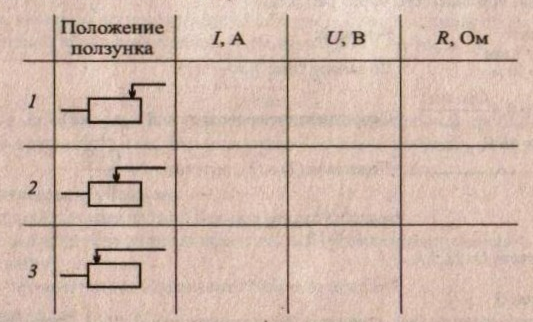 Положение
ползунка
I, А
U, В
R, Ом
1
2
3